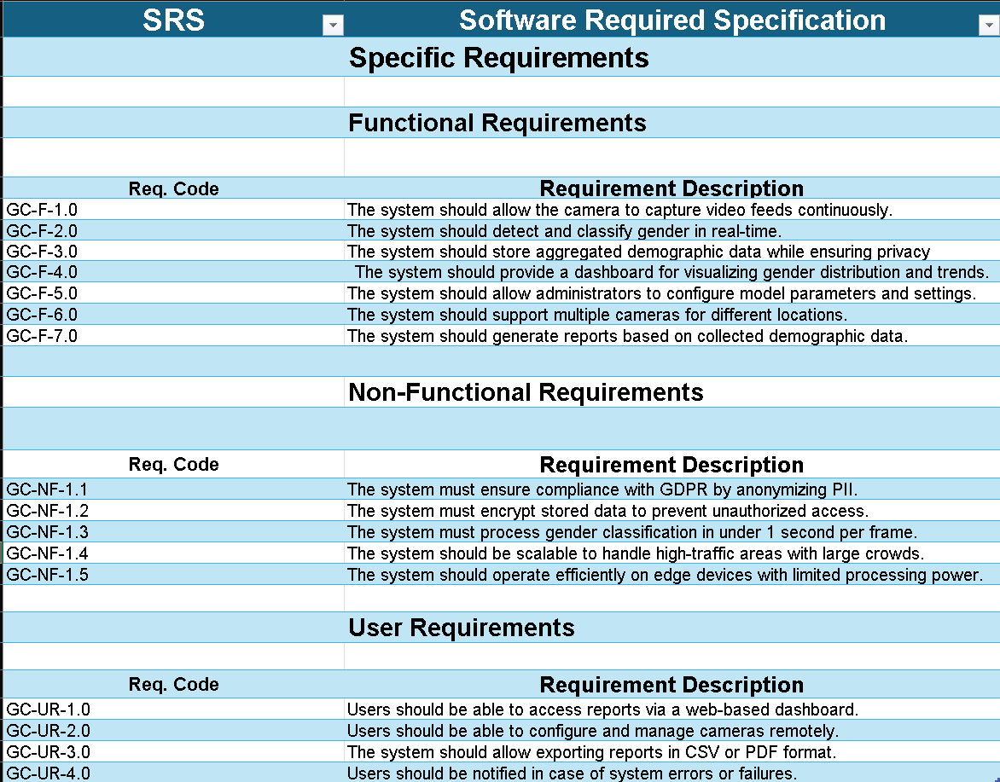 SRS Software Required Specification
Specific Requirements
Functional Requirements
Req. Code Requirement Description
GC-F-1.0 The system should allow the camera to capture video feeds continuously.
GC-F-2.0 The system should detect and classify gender in real-time.
GC-F-3.0 The system should store aggregated demographic data while ensuring privacy
GC-F-4.0 The system should provide a dashboard for visualizing gender distribution and trends.
GC-F-5.0 The system should allow administrators to configure model parameters and settings.
GC-F-6.0 The system should support multiple cameras for different locations.
GC-F-7.0 The system should generate reports based on collected demographic data.
Non-Functional Requirements
Req. Code Requirement Description
GC-NF-1.1 The system must ensure compliance with GDPR by anonymizing PII.
GC-NF-1.2 The system must encrypt stored data to prevent unauthorized access.
GC-NF-1.3 The system must process gender classification in under 1 second per frame.
GC-NF-1.4 The system should be scalable to handle high-traffic areas with large crowds.
GC-NF-1.5 The system should operate efficiently on edge devices with limited processing power.
User Requirements
Req. Code Requirement Description
GC-UR-1.0 Users should be able to access reports via a web-based dashboard.
GC-UR-2.0 Users should be able to configure and manage cameras remotely.
GC-UR-3.0 The system should allow exporting reports in CSV or PDF format.
GC-UR-4.0 Users should be notified in case of system errors or failures.